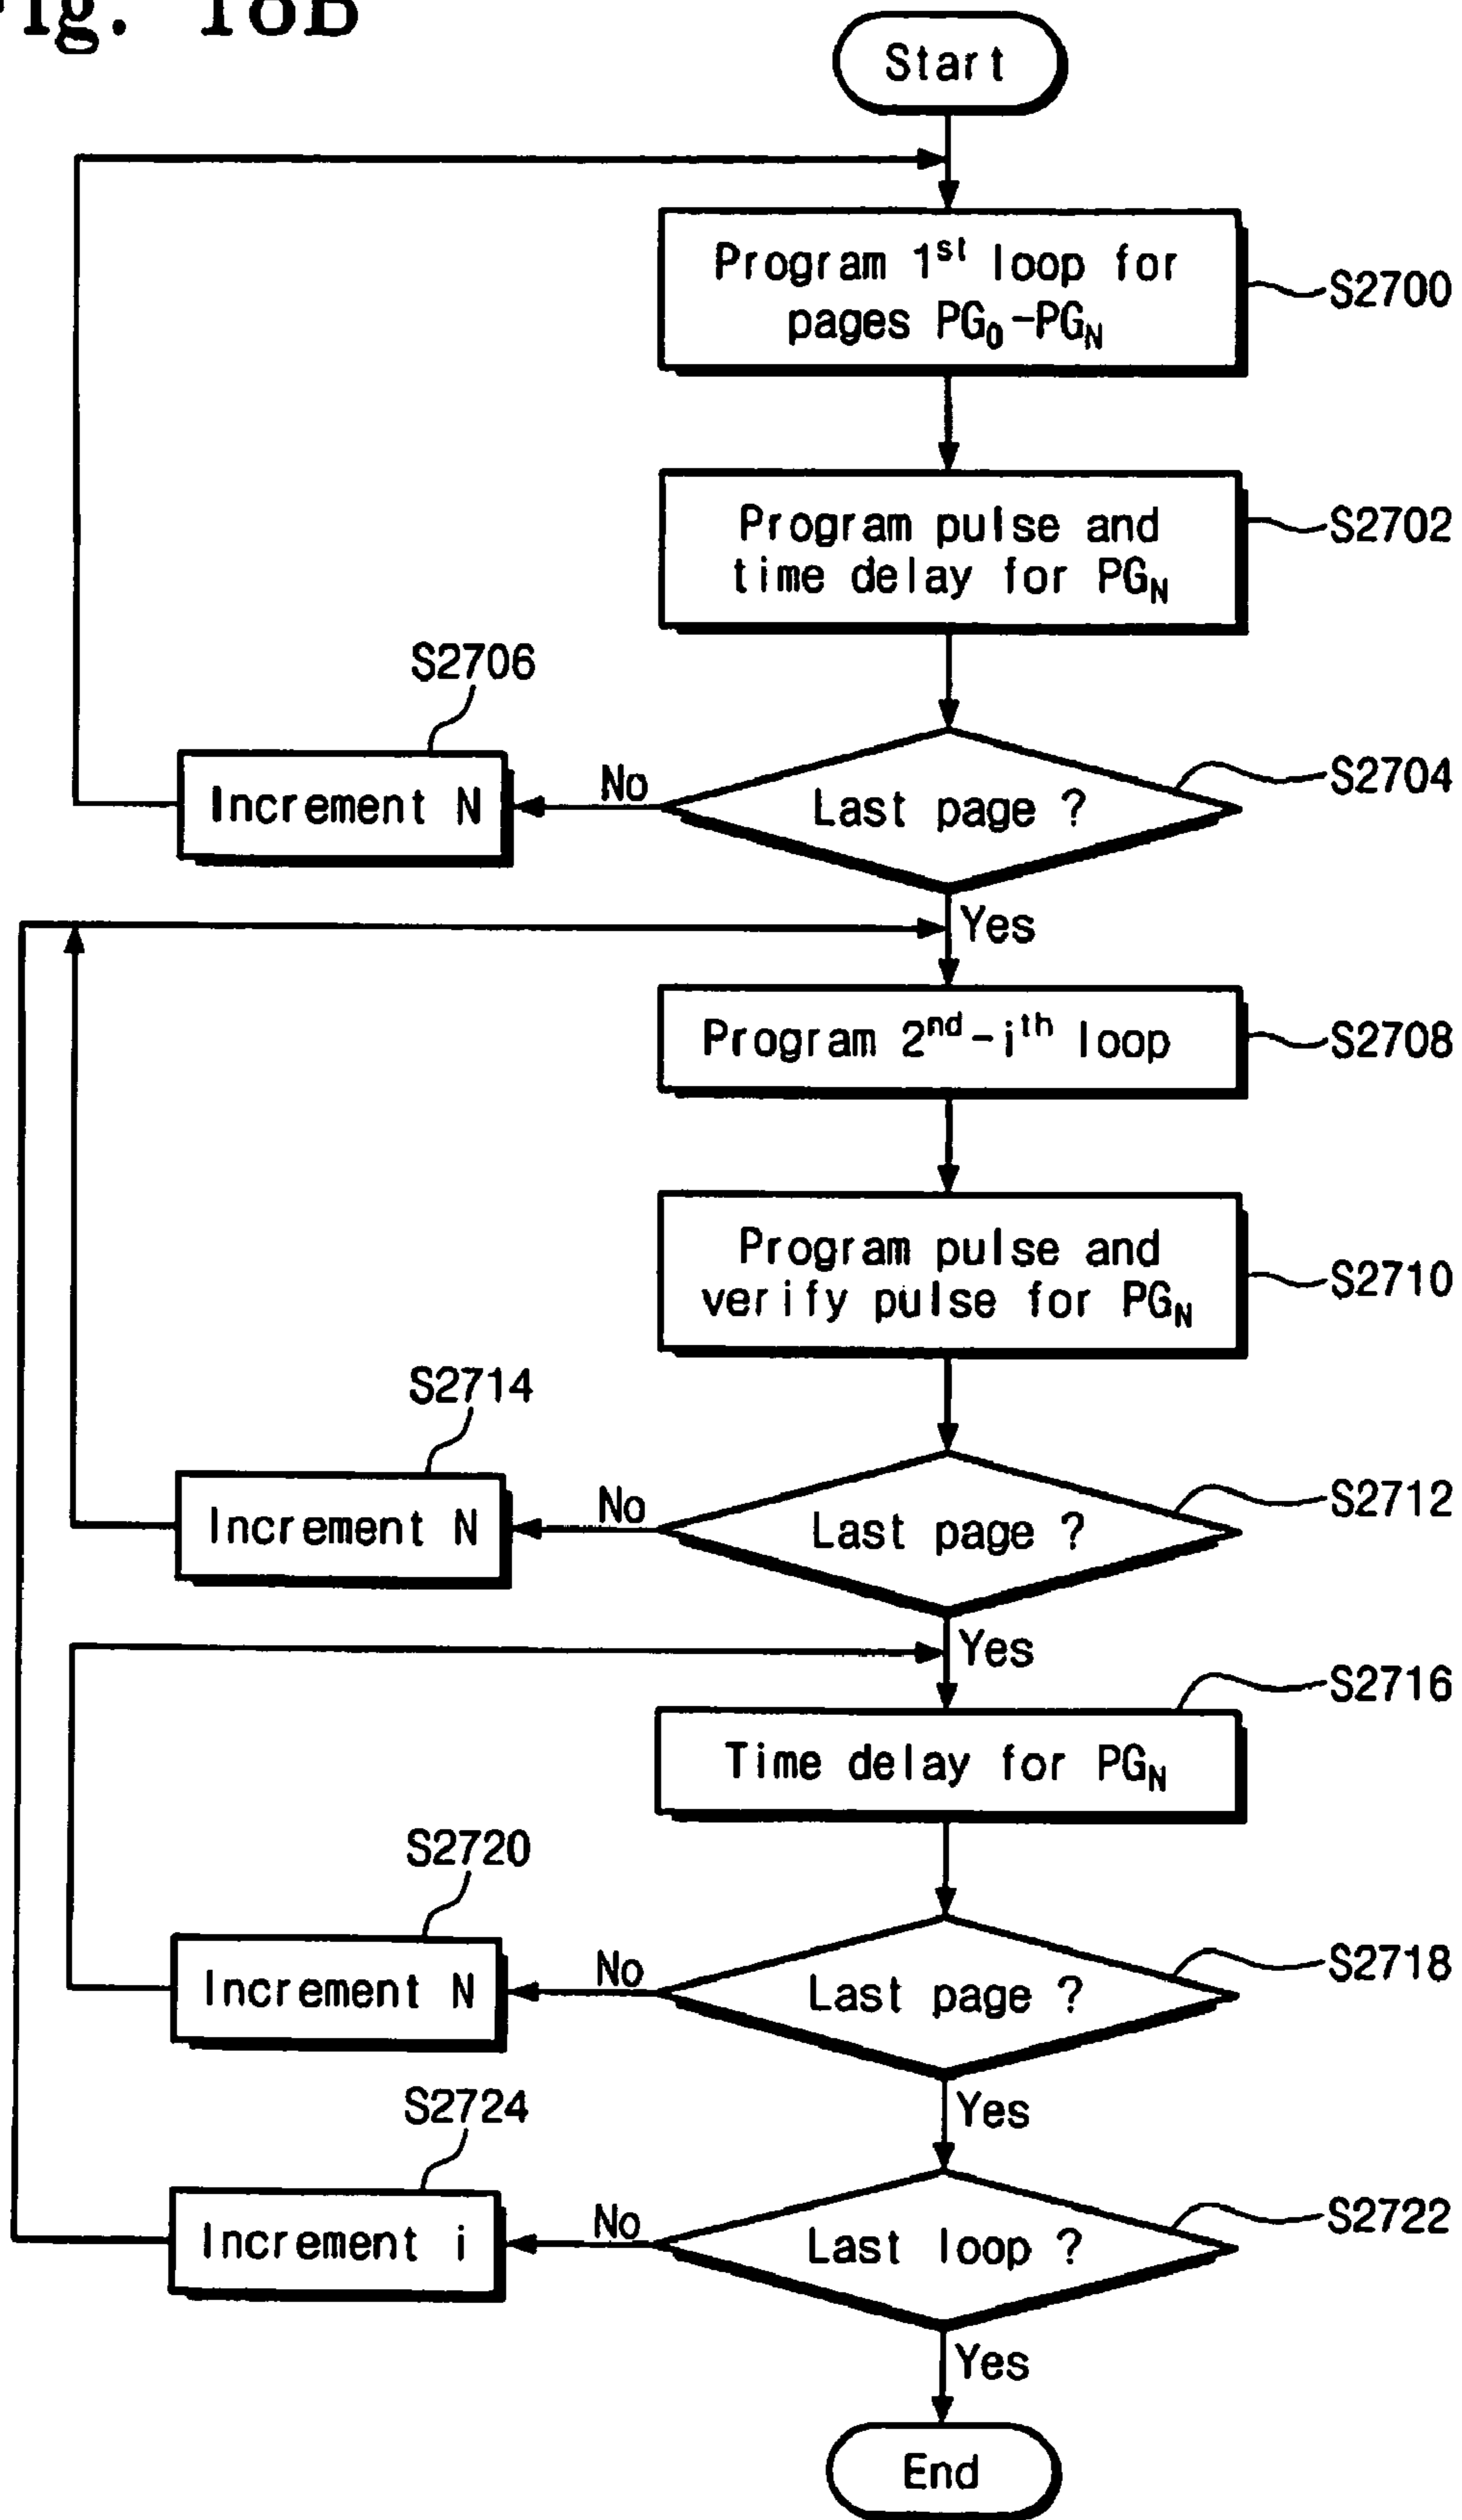 Fig. 18B
Start
Program 1st loop for
pages PG0-PGN
S2700
Program pulse and
time delay for PGN
S2702
S2706
Increment N
No
Last page ?
S2704
Yes
Program 2nd-ith loop
S2708
Program pulse and
verify pulse for PGN
S2710
S2714
Increment N
No
Last page ?
S2712
Yes
S2716
Time delay for PGN
S2720
Increment N
No
Last page ?
S2718
Yes
S2724
Increment i
No
Last loop ?
S2722
Yes
End